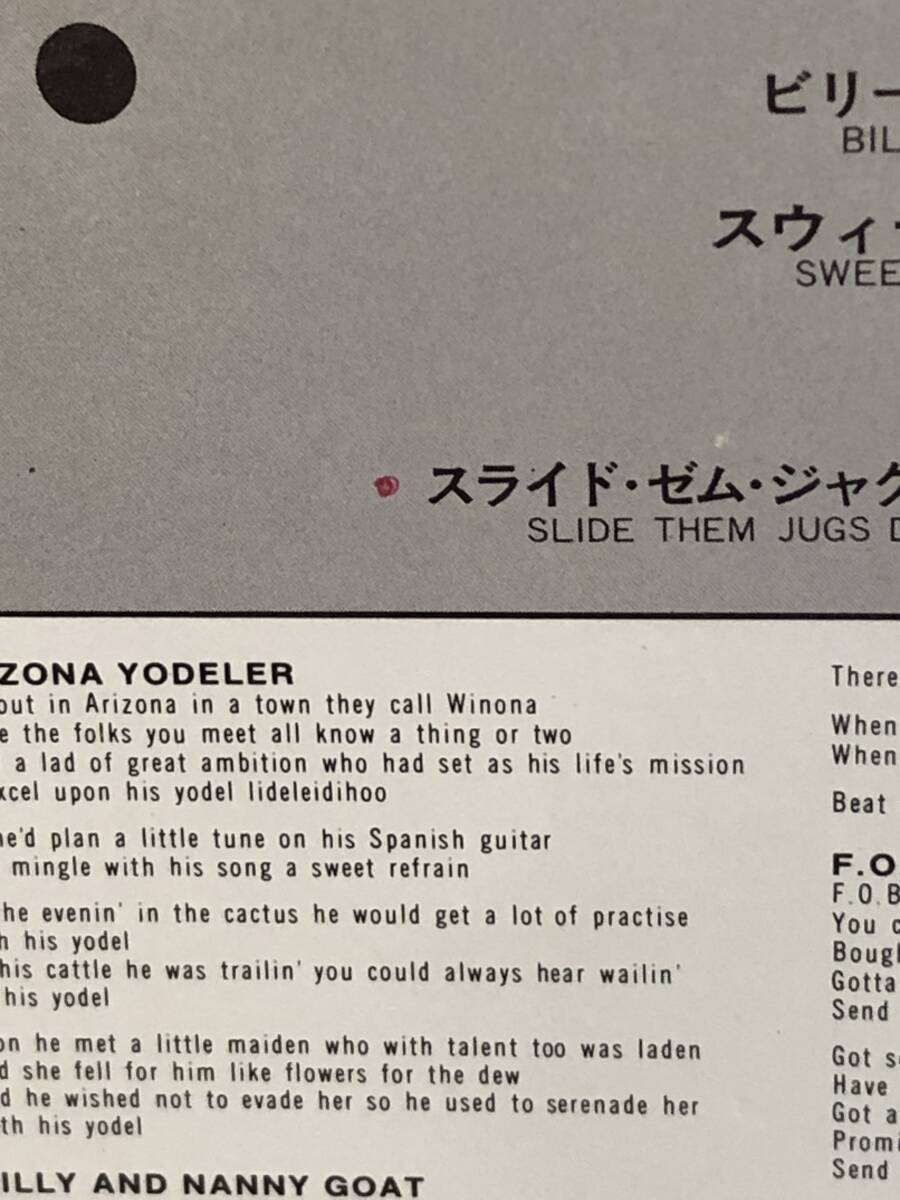 ビリー
BIL
スウィ
SWEE
スライド・ゼム・ジャク
SLIDE THEM JUGS D
ZONA YODELER
out in Arizona in a town they call Winona
e the folks you meet all know a thing or two
a lad of great ambition who had set as his life's mission
xcel upon his yodel lideleidihoo
he'd plan a little tune on his Spanish guitar
mingle with his song a sweet refrain
he evenin' in the cactus he would get a lot of practise
h his yodel
his cattle he was trailin' you could always hear wailin'
his yodel
on he met a little maiden who with talent too was laden
d she fell for him like flowers for the dew
d he wished not to evade her so he used to serenade her
th his yodel
ILLY AND NANNY GOAT
There
When
When
Beat
F.O
F.O.B
You c
Bough
Gotta
Send
Got s
Have
Got a
Promi
Send